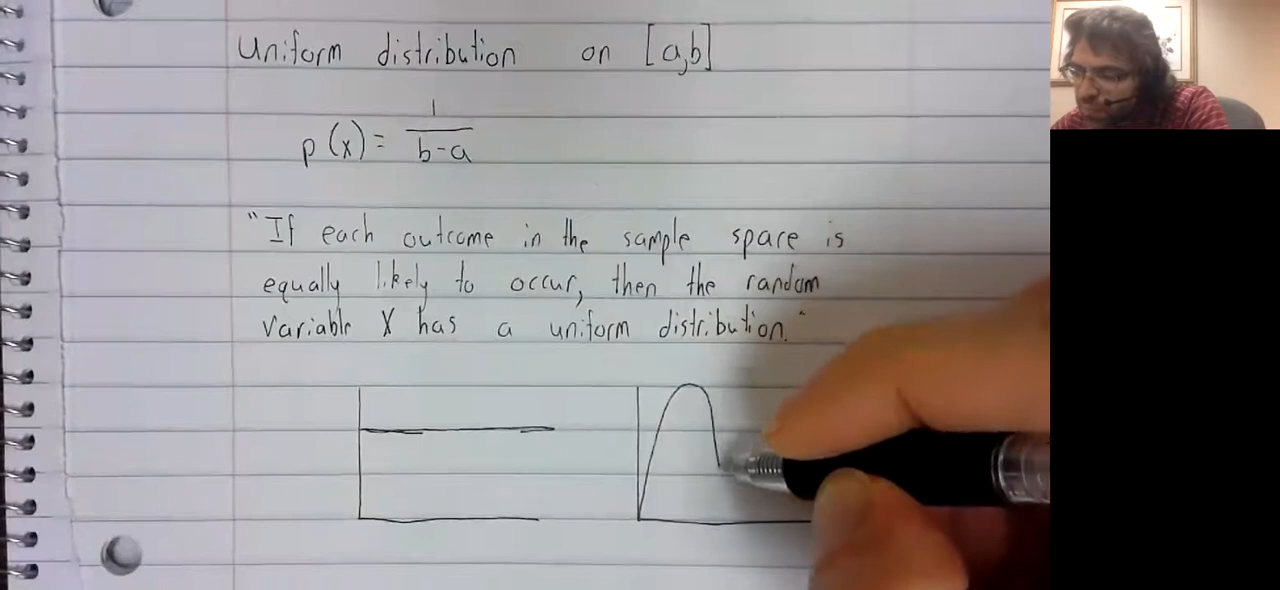 Uniform distribution on [a,b]
p(x) = 1/(b-a)
"If each outcome in the sample space is
equally likely to occur, then the random
variable X has a uniform distribution."